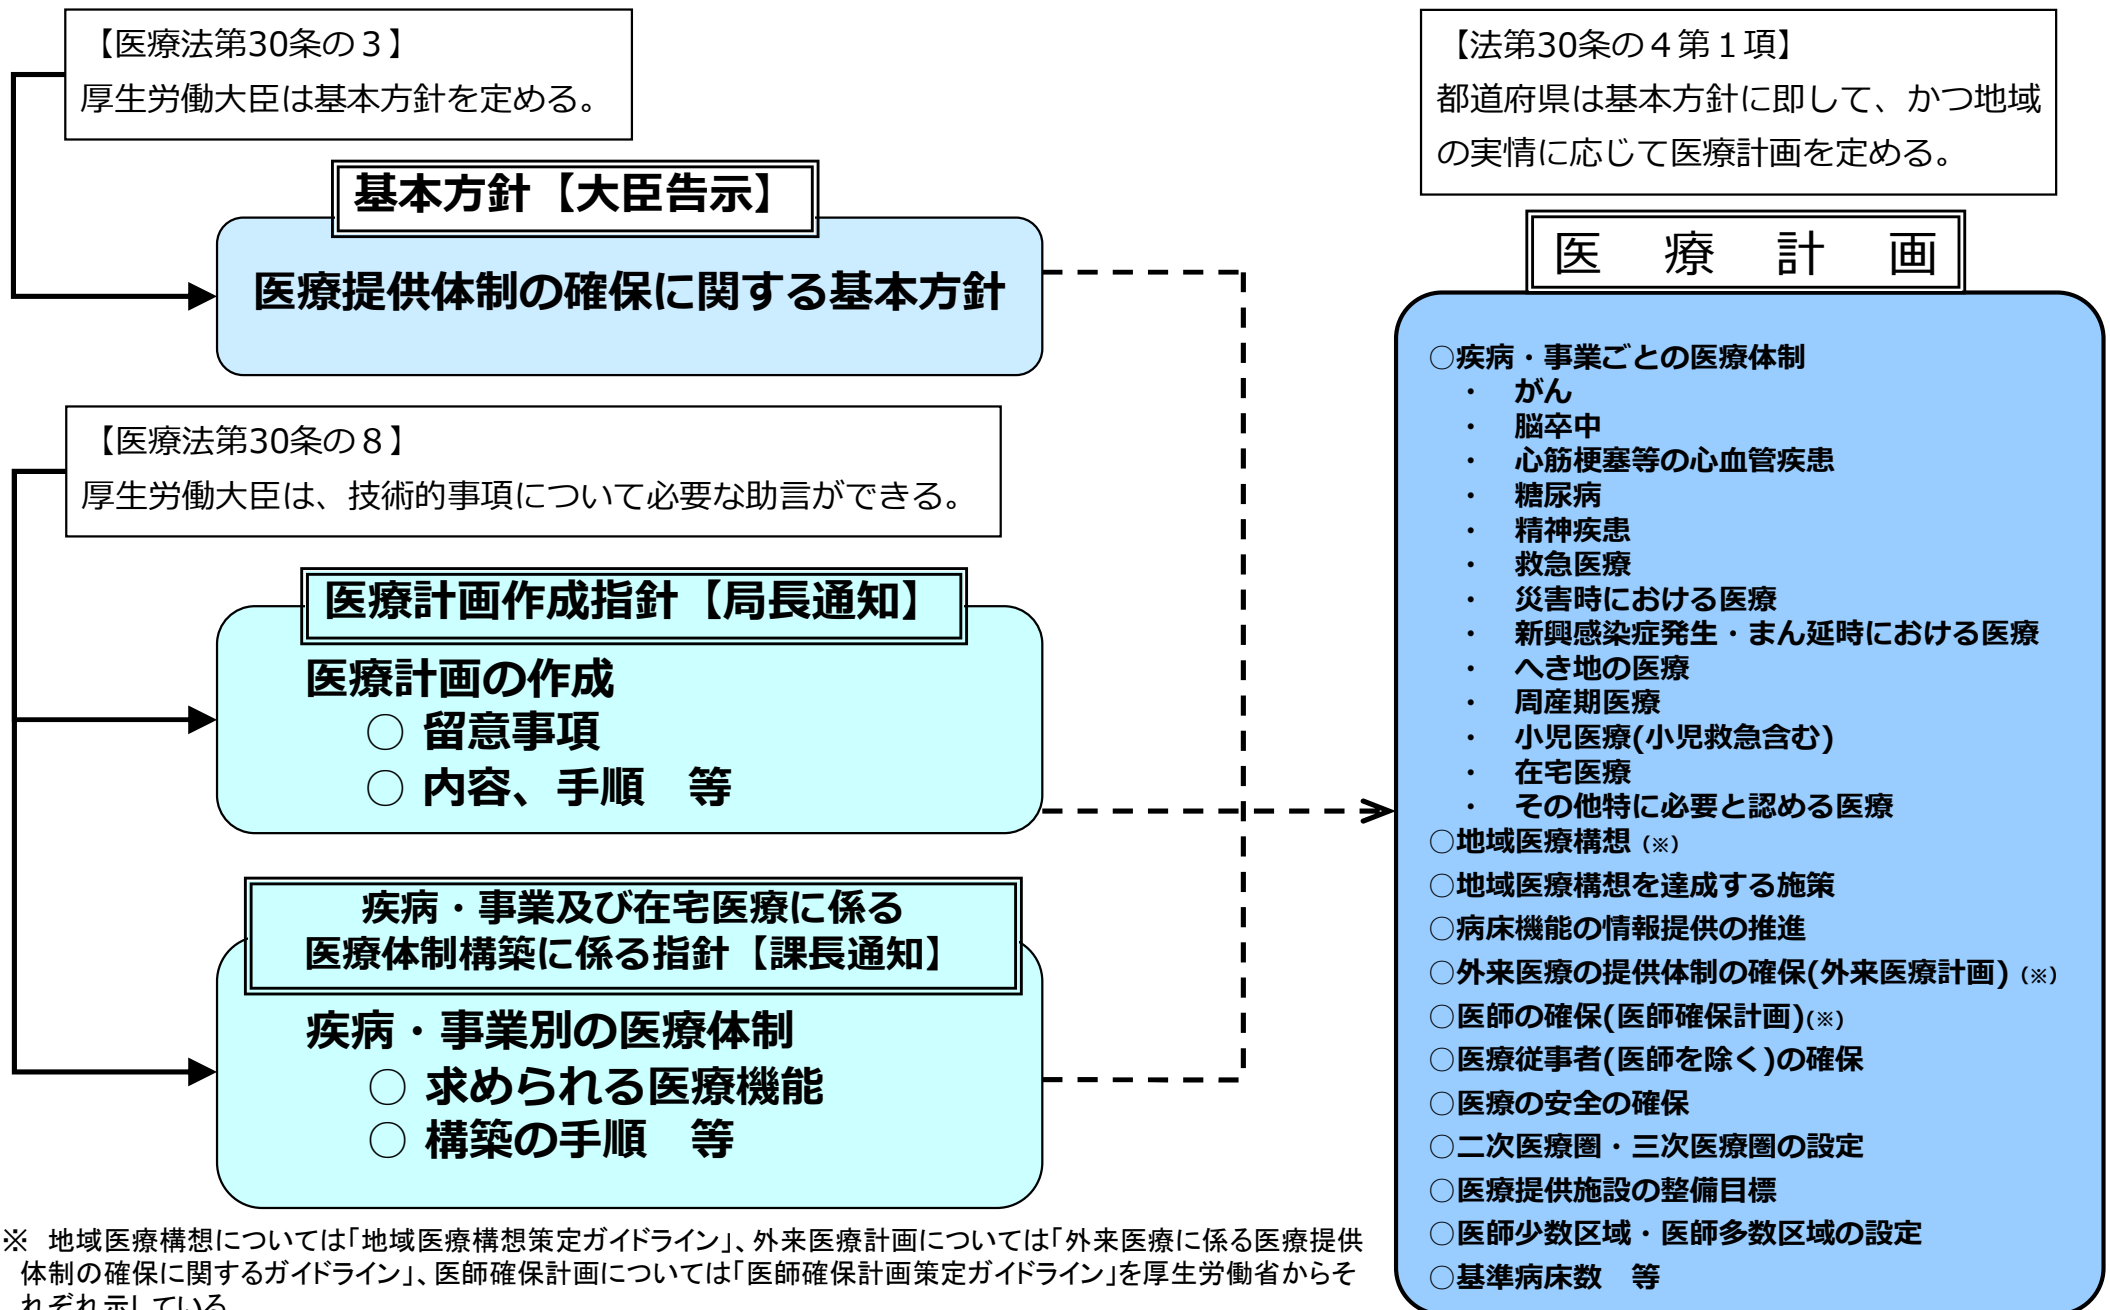 【医療法第30条の３】
厚生労働大臣は基本方針を定める。
基本方針【大臣告示】
医療提供体制の確保に関する基本方針
【医療法第30条の８】
厚生労働大臣は、技術的事項について必要な助言ができる。
医療計画作成指針【局長通知】
医療計画の作成
○ 留意事項
○ 内容、手順　等
疾病・事業及び在宅医療に係る
医療体制構築に係る指針【課長通知】
疾病・事業別の医療体制
○ 求められる医療機能
○ 構築の手順　等
※　地域医療構想については「地域医療構想策定ガイドライン」、外来医療計画については「外来医療に係る医療提供
体制の確保に関するガイドライン」、医師確保計画については「医師確保計画策定ガイドライン」を厚生労働省からそ
れぞれ示している
【法第30条の４第１項】
都道府県は基本方針に即して、かつ地域
の実情に応じて医療計画を定める。
医　療　計　画
○疾病・事業ごとの医療体制
・　がん
・　脳卒中
・　心筋梗塞等の心血管疾患
・　糖尿病
・　精神疾患
・　救急医療
・　災害時における医療
・　新興感染症発生・まん延時における医療
・　へき地の医療
・　周産期医療
・　小児医療(小児救急含む)
・　在宅医療
・　その他特に必要と認める医療
○地域医療構想（※）
○地域医療構想を達成する施策
○病床機能の情報提供の推進
○外来医療の提供体制の確保(外来医療計画)（※）
○医師の確保(医師確保計画)(※)
○医療従事者(医師を除く)の確保
○医療の安全の確保
○二次医療圏・三次医療圏の設定
○医療提供施設の整備目標
○医師少数区域・医師多数区域の設定
○基準病床数　等